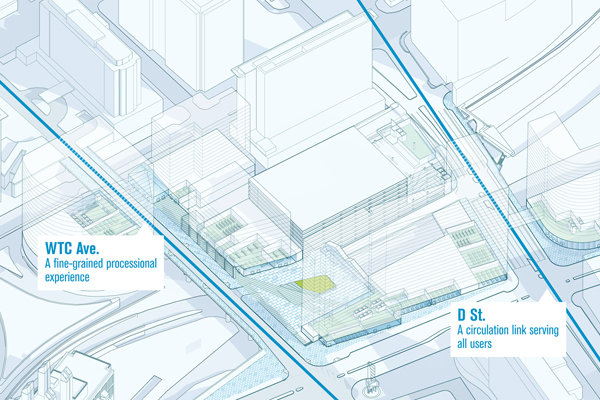 WTC Ave.
A fine-grained processional
experience
D St.
A circulation link serving
all users